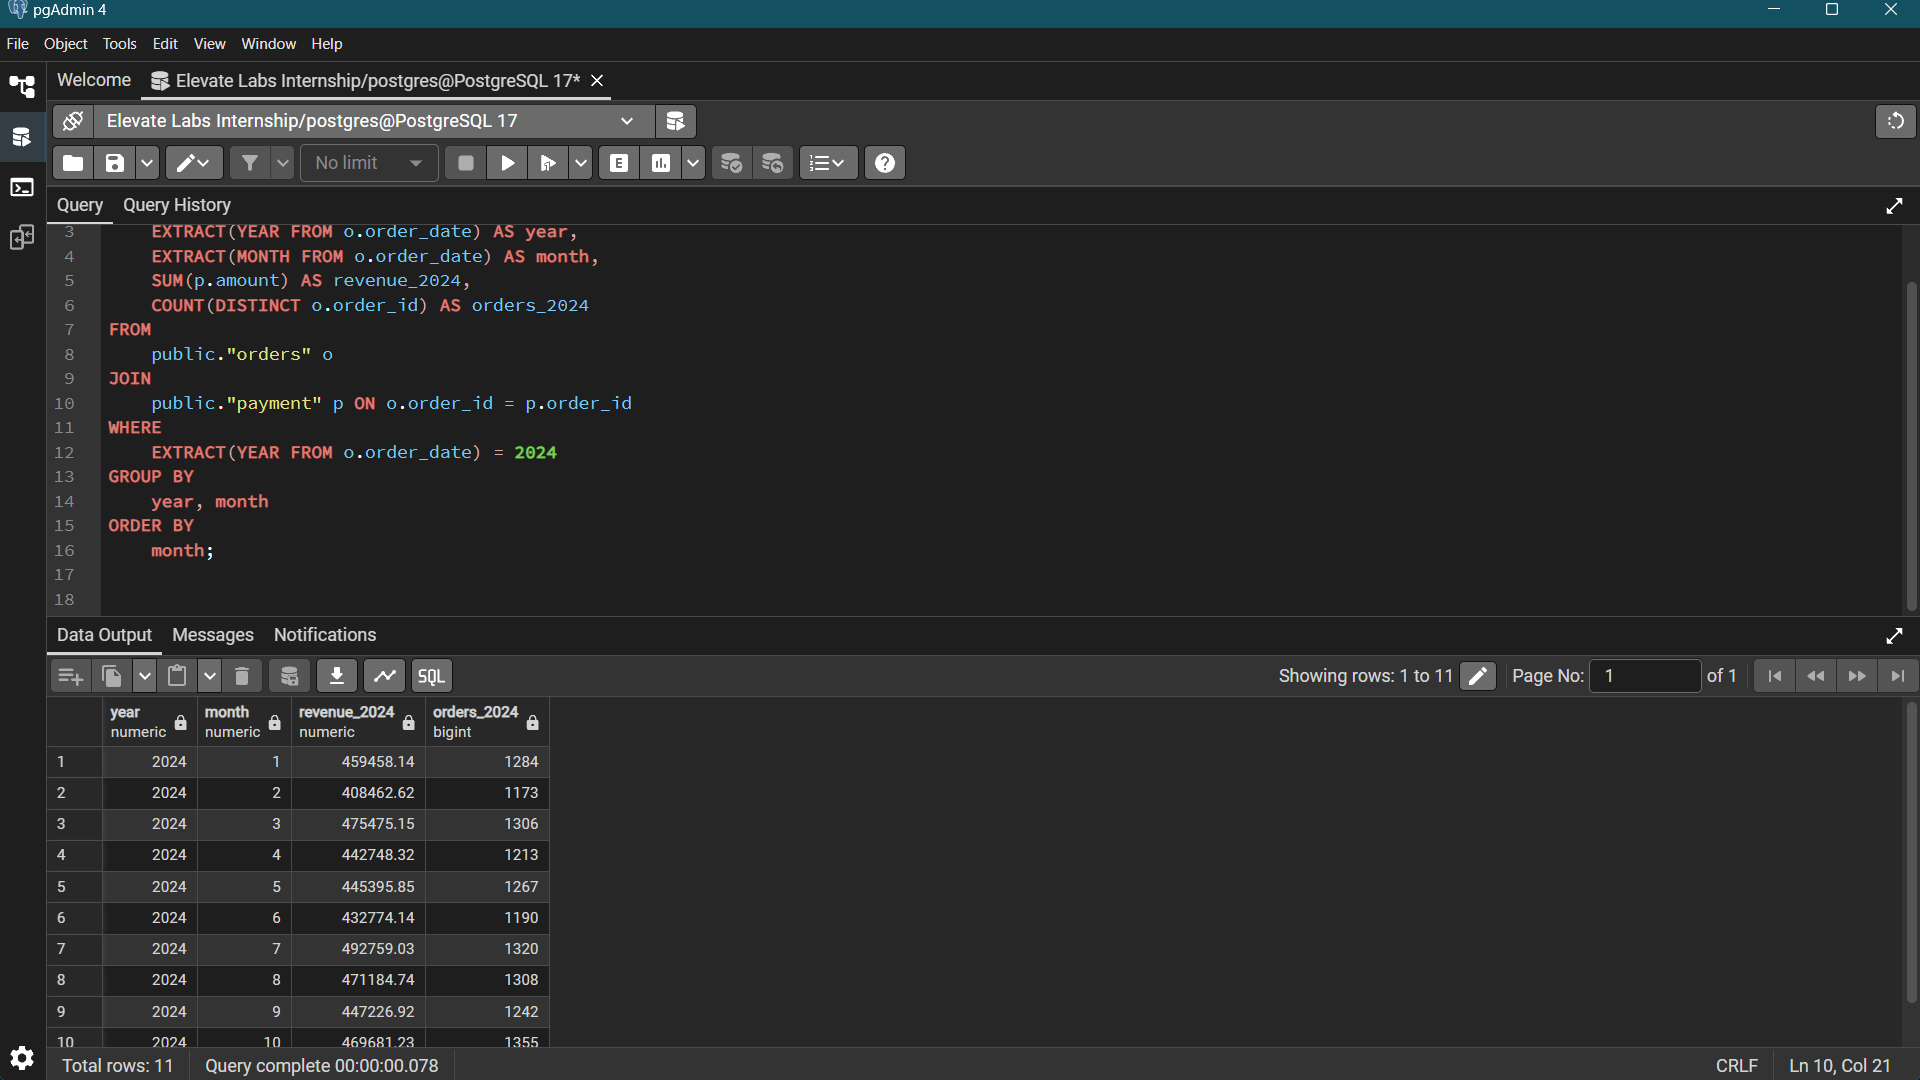 pgAdmin 4
File Object Tools Edit View Window Help
Welcome Elevate Labs Internship/postgres@PostgreSQL 17*
Elevate Labs Internship/postgres@PostgreSQL 17
No limit E
Query Query History
3 EXTRACT(YEAR FROM o.order_date) AS year,
4 EXTRACT(MONTH FROM o.order_date) AS month,
5 SUM(p.amount) AS revenue_2024,
6 COUNT(DISTINCT o.order_id) AS orders_2024
7 FROM
8 public."orders" o
9 JOIN
10 public."payment" p ON o.order_id = p.order_id
11 WHERE
12 EXTRACT(YEAR FROM o.order_date) = 2024
13 GROUP BY
14 year, month
15 ORDER BY
16 month;
17
18
Data Output Messages Notifications
SQL Showing rows: 1 to 11 Page No: 1 of 1
year month revenue_2024 orders_2024
numeric numeric numeric bigint
1 2024 1 459458.14 1284
2 2024 2 408462.62 1173
3 2024 3 475475.15 1306
4 2024 4 442748.32 1213
5 2024 5 445395.85 1267
6 2024 6 432774.14 1190
7 2024 7 492759.03 1320
8 2024 8 471184.74 1308
9 2024 9 447226.92 1242
10 2024 10 469681.23 1355
Total rows: 11 Query complete 00:00:00.078 CRLF Ln 10, Col 21